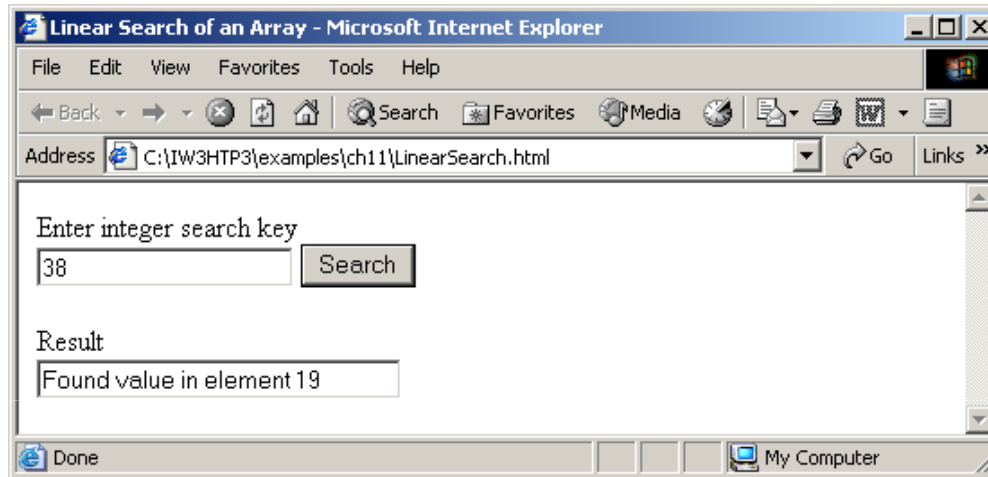 Linear Search of an Array - Microsoft Internet Explorer
File Edit View Favorites Tools Help
Back Search Favorites Media
Address C:\IW3HTP3\examples\ch11\LinearSearch.html Go Links »
Enter integer search key
38 Search
Result
Found value in element 19
Done My Computer